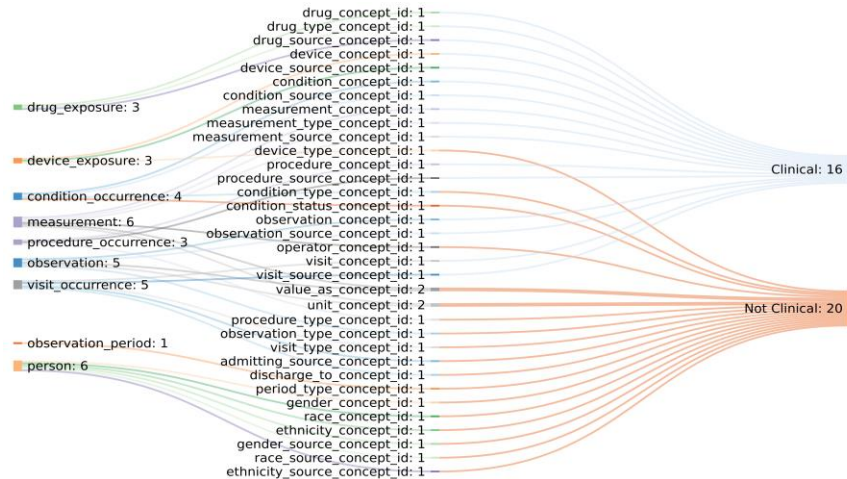 drug_exposure: 3
device_exposure: 3
condition_occurrence: 4
measurement: 6
procedure_occurrence: 3
observation: 5
visit_occurrence: 5
observation_period: 1
person: 6
drug_concept_id: 1
drug_type_concept_id: 1
drug_source_concept_id: 1
device_concept_id: 1
device_source_concept_id: 1
condition_concept_id: 1
condition_source_concept_id: 1
measurement_concept_id: 1
measurement_type_concept_id: 1
measurement_source_concept_id: 1
device_type_concept_id: 1
procedure_concept_id: 1
procedure_source_concept_id: 1
condition_type_concept_id: 1
condition_status_concept_id: 1
observation_concept_id: 1
observation_source_concept_id: 1
operator_concept_id: 1
visit_concept_id: 1
visit_source_concept_id: 1
value_as_concept_id: 2
unit_concept_id: 2
procedure_type_concept_id: 1
observation_type_concept_id: 1
visit_type_concept_id: 1
admitting_source_concept_id: 1
discharge_to_concept_id: 1
period_type_concept_id: 1
gender_concept_id: 1
race_concept_id: 1
ethnicity_concept_id: 1
gender_source_concept_id: 1
race_source_concept_id: 1
ethnicity_source_concept_id: 1
Clinical: 16
Not Clinical: 20